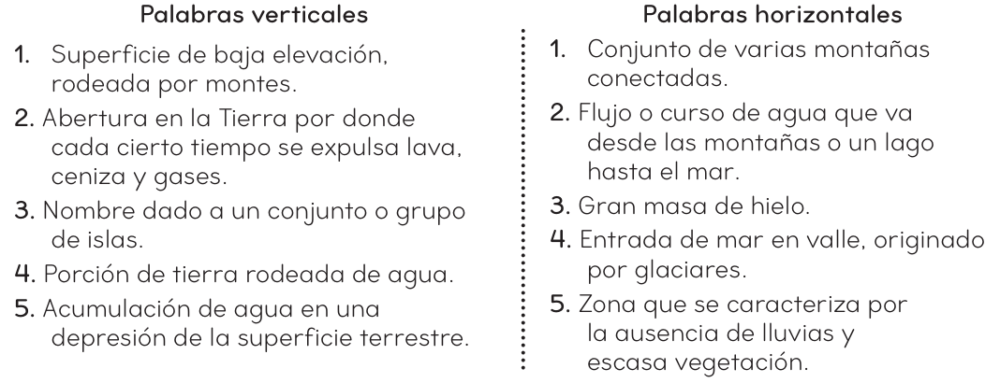 Palabras verticales
1. Superficie de baja elevación,
rodeada por montes.
2. Abertura en la Tierra por donde
cada cierto tiempo se expulsa lava,
ceniza y gases.
3. Nombre dado a un conjunto o grupo
de islas.
4. Porción de tierra rodeada de agua.
5. Acumulación de agua en una
depresión de la superficie terrestre.
Palabras horizontales
1. Conjunto de varias montañas
conectadas.
2. Flujo o curso de agua que va
desde las montañas o un lago
hasta el mar.
3. Gran masa de hielo.
4. Entrada de mar en valle, originado
por glaciares.
5. Zona que se caracteriza por
la ausencia de lluvias y
escasa vegetación.